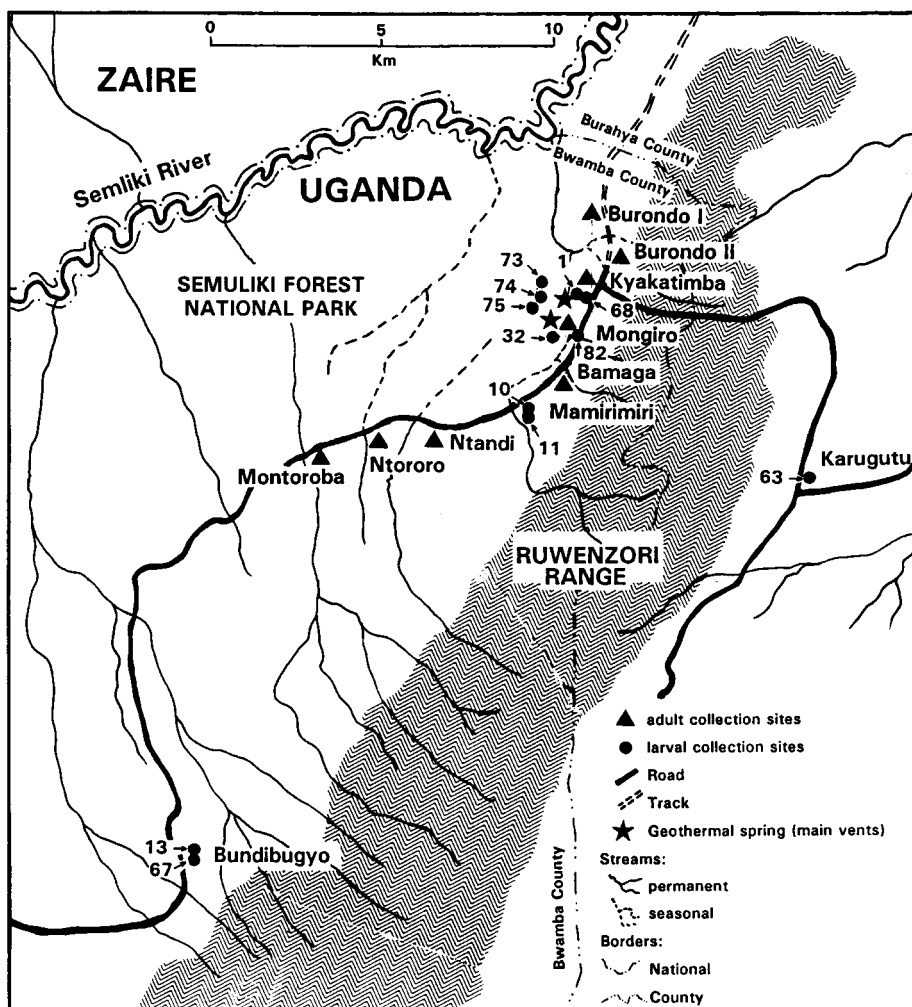 0 5 10
Km
ZAIRE
Semliki River
UGANDA
Burahya County
Bwamba County
SEMULIKI FOREST
NATIONAL PARK
Burondo I
Burondo II
1
Kyakatimba
73
74
75
68
32
Mongiro
82
Bamaga
10
Mamirimiri
11
Ntandi
Ntororo
Montoroba
63
Karugutu
RUWENZORI
RANGE
13
67
Bundibugyo
Bwamba County
adult collection sites
larval collection sites
Road
Track
Geothermal spring (main vents)
Streams:
permanent
seasonal
Borders:
National
County